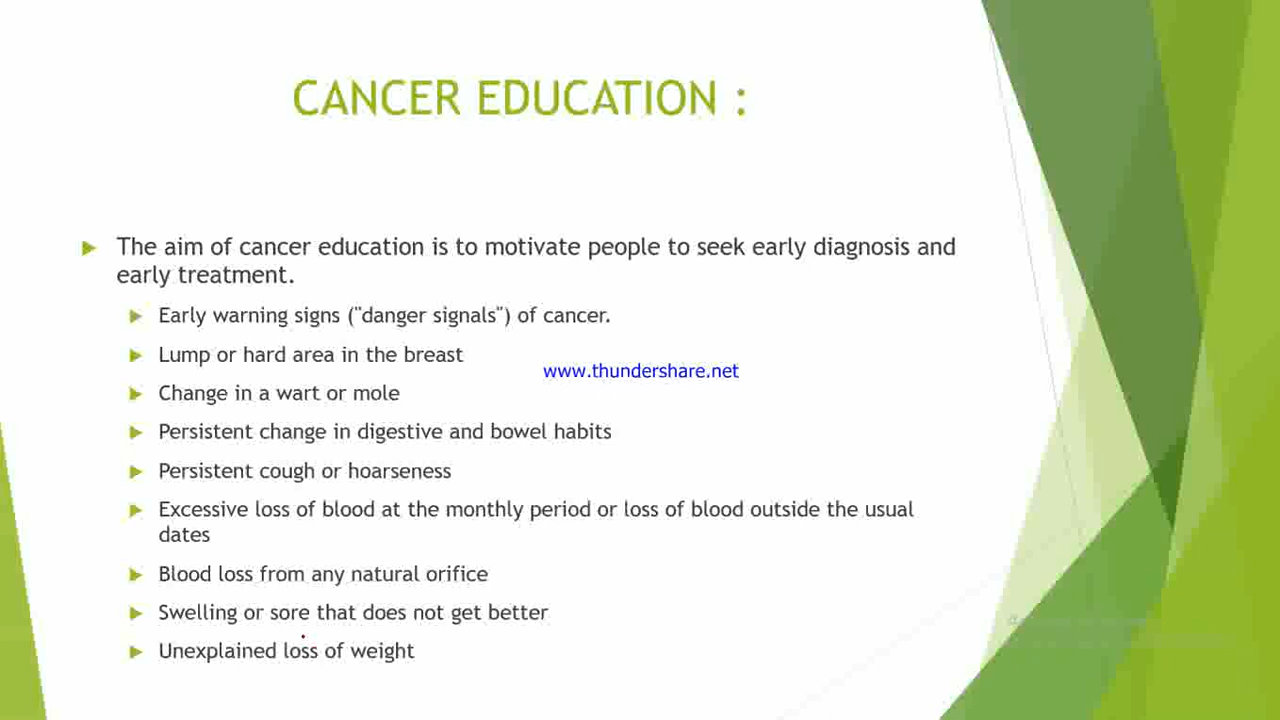 CANCER EDUCATION :
The aim of cancer education is to motivate people to seek early diagnosis and
early treatment.
Early warning signs ("danger signals") of cancer.
Lump or hard area in the breast
www.thundershare.net
Change in a wart or mole
Persistent change in digestive and bowel habits
Persistent cough or hoarseness
Excessive loss of blood at the monthly period or loss of blood outside the usual
dates
Blood loss from any natural orifice
Swelling or sore that does not get better
Unexplained loss of weight